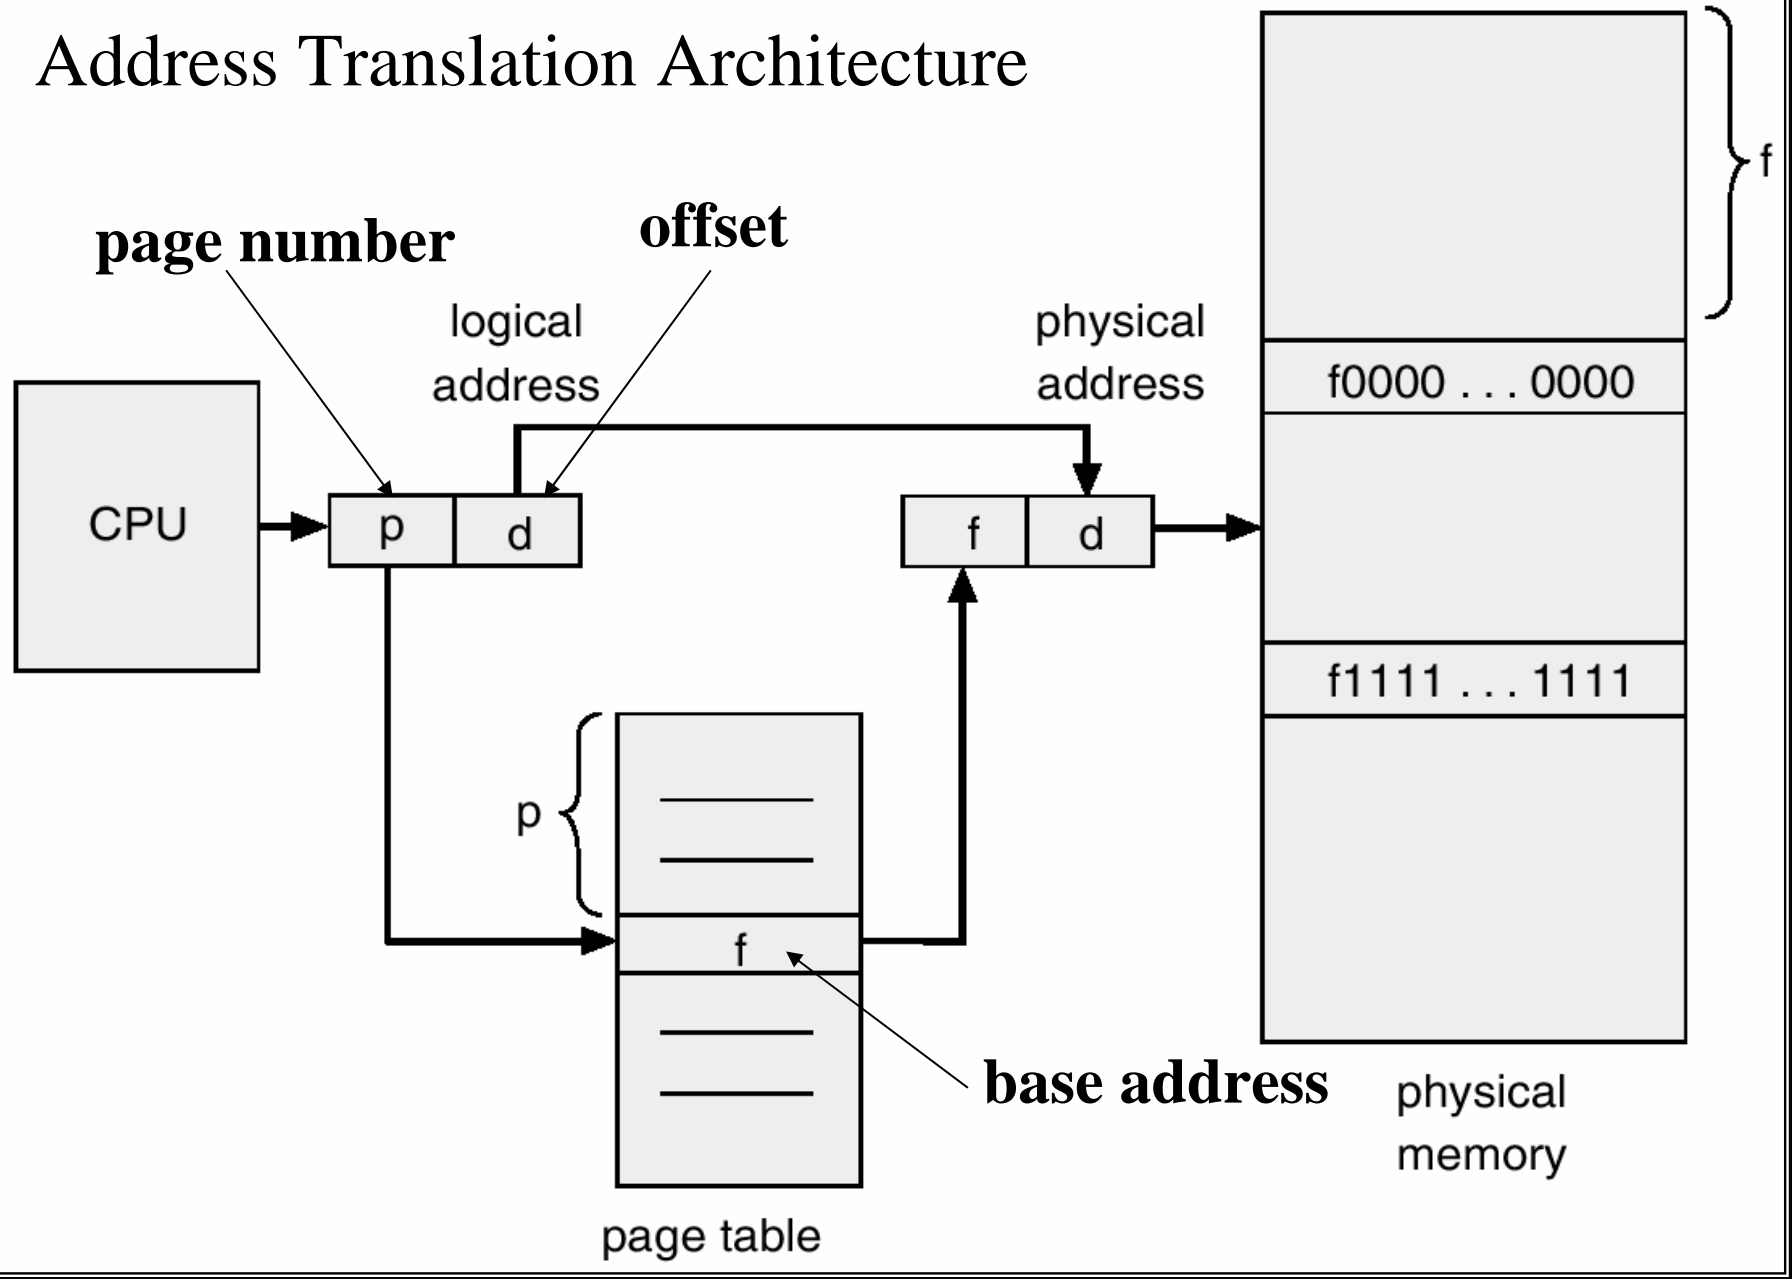 Address Translation Architecture
f
page number
offset
logical
address
physical
address
f0000 . . . 0000
CPU
p
d
f
d
f1111 . . . 1111
p
f
base address
physical
memory
page table